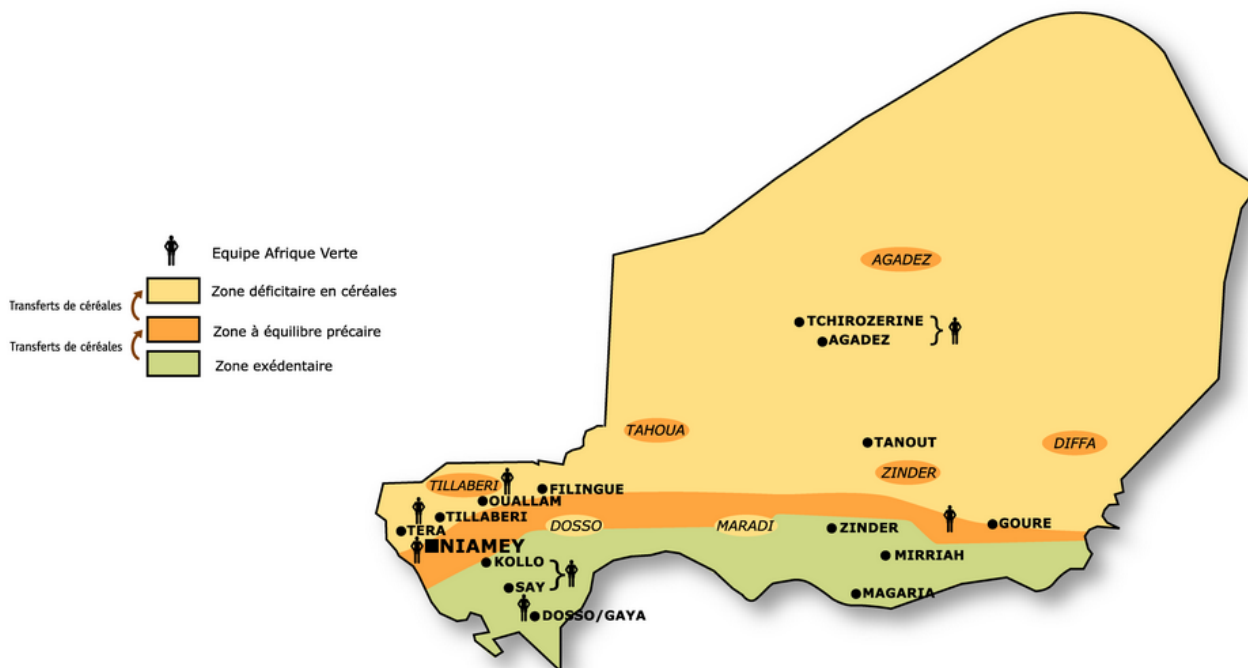 Equipe Afrique Verte
Zone déficitaire en céréales
Transferts de céréales
Zone à équilibre précaire
Transferts de céréales
Zone exédentaire
AGADEZ
TCHIROZERINE
AGADEZ
TAHOUA
TANOUT
DIFFA
ZINDER
TILLABERI
FILINGUE
OUALLAM
TILLABERI
TERA
DOSSO
MARADI
ZINDER
GOURE
NIAMEY
KOLLO
MIRRIAH
SAY
MAGARIA
DOSSO/GAYA